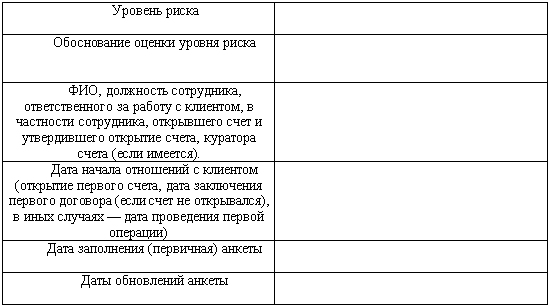 Уровень риска
Обоснование оценки уровня риска
ФИО, должность сотрудника,
ответственного за работу с клиентом, в
частности сотрудника, открывшего счет и
утвердившего открытие счета, куратора
счета (если имеется).
Дата начала отношений с клиентом
(открытие первого счета, дата заключения
первого договора (если счет не открывался),
в иных случаях — дата проведения первой
операции)
Дата заполнения (первичная) анкеты
Даты обновлений анкеты